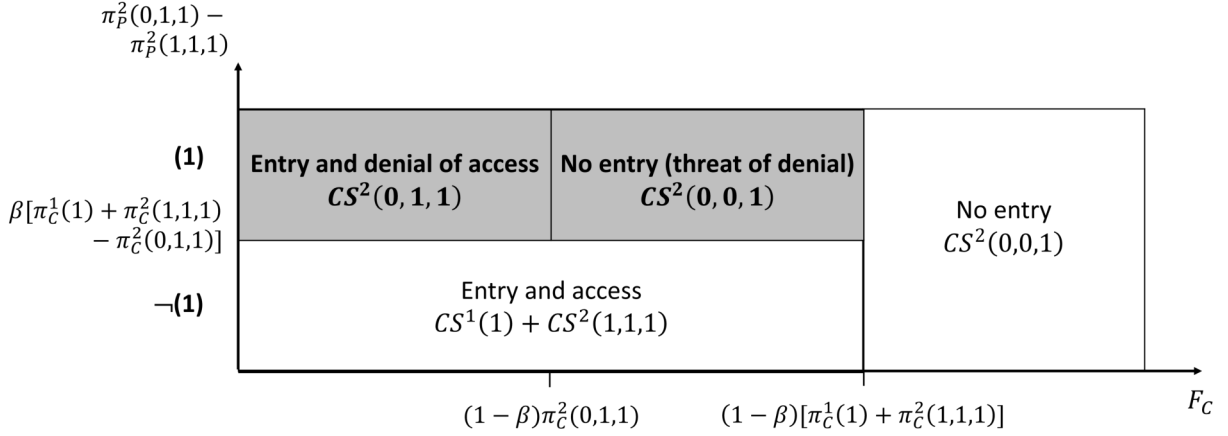 π_P^2(0,1,1) −
π_P^2(1,1,1)
(1)
Entry and denial of access
CS^2(0, 1, 1)
No entry (threat of denial)
CS^2(0, 0, 1)
β[π_C^1(1) + π_C^2(1,1,1)
− π_C^2(0,1,1)]
No entry
CS^2(0,0,1)
¬(1)
Entry and access
CS^1(1) + CS^2(1,1,1)
(1 − β)π_C^2(0,1,1)
(1 − β)[π_C^1(1) + π_C^2(1,1,1)]
F_C